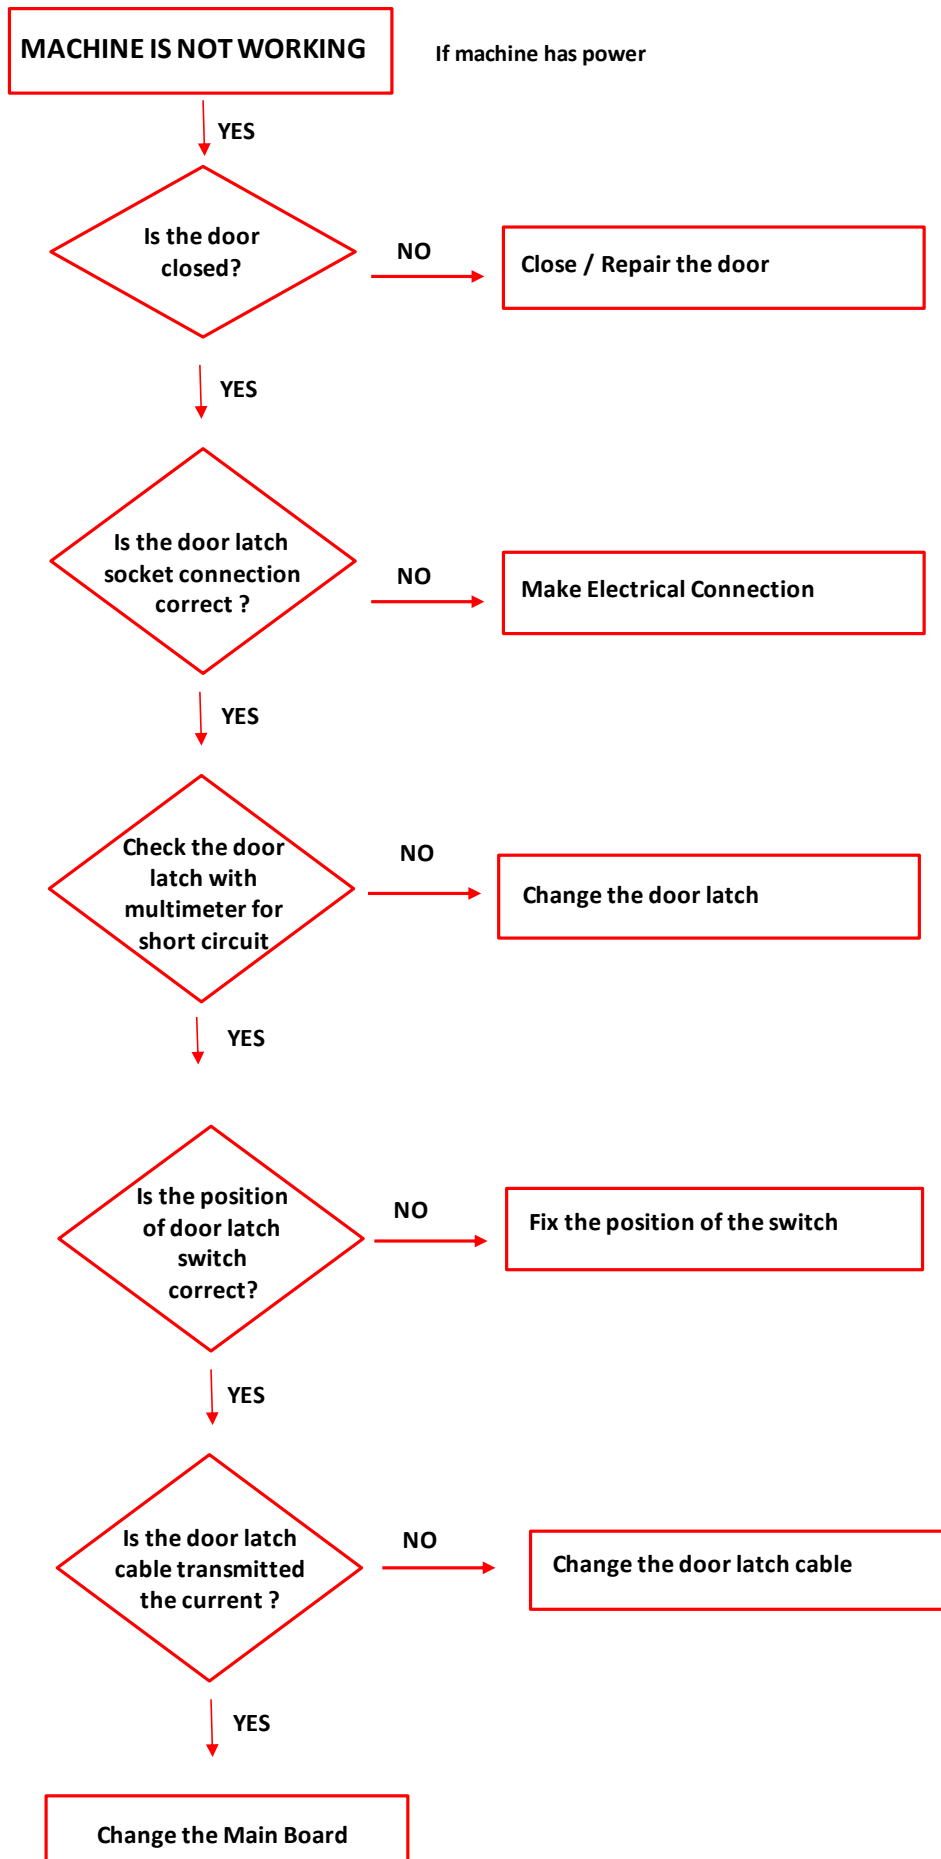 MACHINE IS NOT WORKING
If machine has power
YES
Is the door
closed?
NO
Close / Repair the door
YES
Is the door latch
socket connection
correct ?
NO
Make Electrical Connection
YES
Check the door
latch with
multimeter for
short circuit
NO
Change the door latch
YES
Is the position
of door latch
switch
correct?
NO
Fix the position of the switch
YES
Is the door latch
cable transmitted
the current ?
NO
Change the door latch cable
YES
Change the Main Board